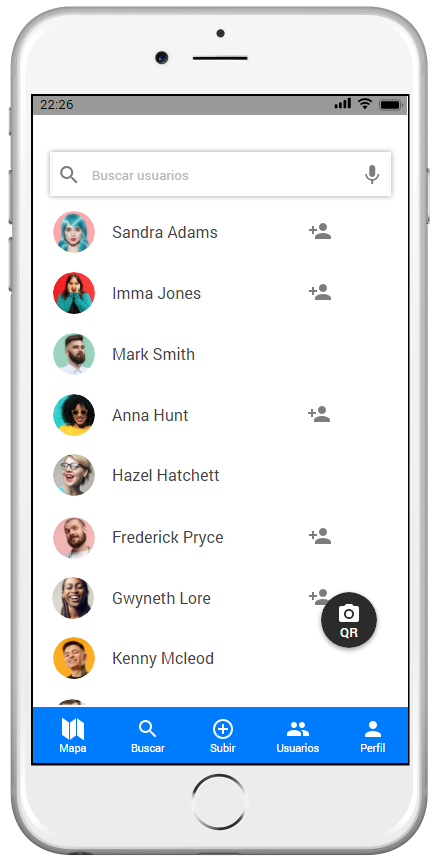 22:26
Buscar usuarios
Sandra Adams
Imma Jones
Mark Smith
Anna Hunt
Hazel Hatchett
Frederick Pryce
Gwyneth Lore
QR
Kenny Mcleod
Mapa Buscar Subir Usuarios Perfil